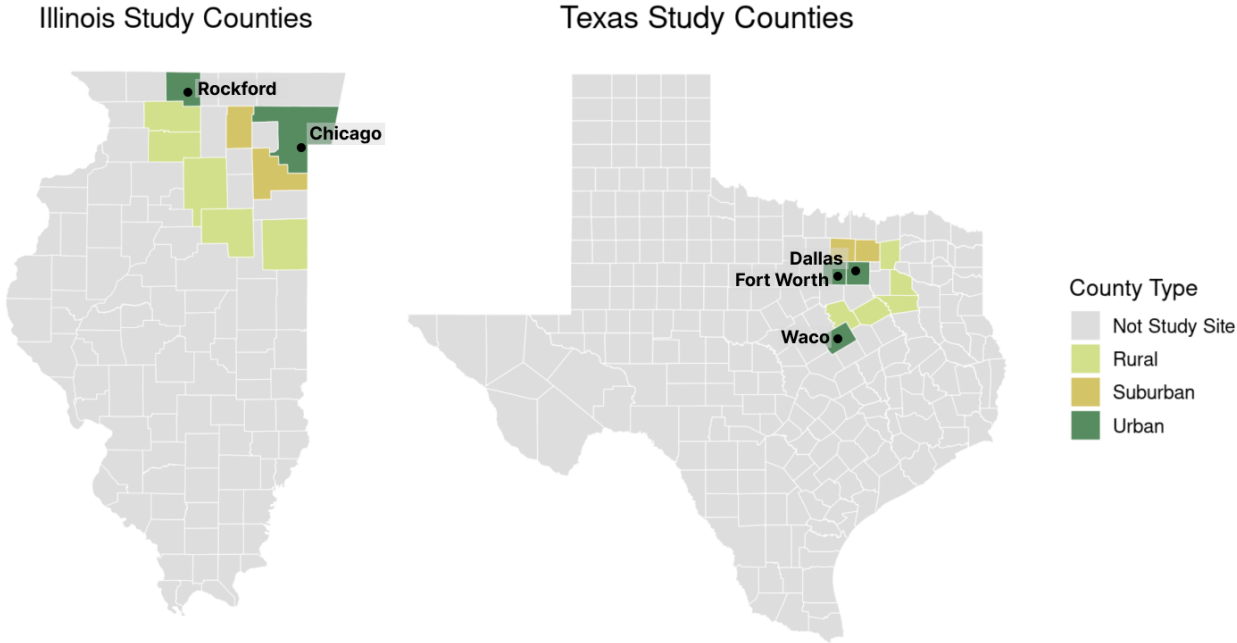 Illinois Study Counties
Texas Study Counties
Rockford
Chicago
Dallas
Fort Worth
Waco
County Type
Not Study Site
Rural
Suburban
Urban